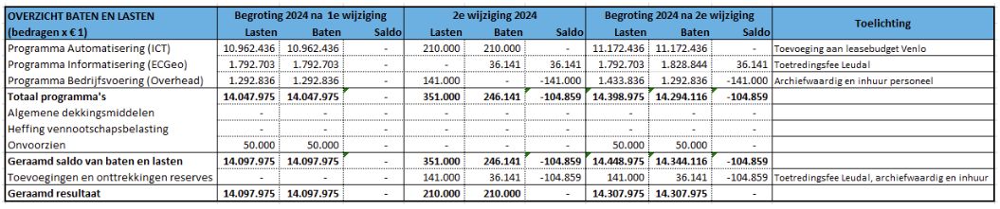 OVERZICHT BATEN EN LASTEN Begroting 2024 na 1e wijziging 2e wijziging 2024 Begroting 2024 na 2e wijziging Toelichting
(bedragen x € 1) Lasten Baten Saldo Lasten Baten Saldo Lasten Baten Saldo
Programma Automatisering (ICT) 10.962.436 10.962.436 - 210.000 210.000 - 11.172.436 11.172.436 - Toevoeging aan leasebudget Venlo
Programma Informatisering (ECGeo) 1.792.703 1.792.703 - - 36.141 36.141 1.792.703 1.828.844 36.141 Toetredingsfee Leudal
Programma Bedrijfsvoering (Overhead) 1.292.836 1.292.836 - 141.000 - -141.000 1.433.836 1.292.836 -141.000 Archiefwaardig en inhuur personeel
Totaal programma's 14.047.975 14.047.975 - 351.000 246.141 -104.859 14.398.975 14.294.116 -104.859
Algemene dekkingsmiddelen - - - - - - - - -
Heffing vennootschapsbelasting - - - - - - - - -
Onvoorzien 50.000 50.000 - - - - 50.000 50.000 -
Geraamd saldo van baten en lasten 14.097.975 14.097.975 - 351.000 246.141 -104.859 14.448.975 14.344.116 -104.859
Toevoegingen en onttrekkingen reserves - - - 141.000 36.141 -104.859 141.000 36.141 -104.859 Toetredingsfee Leudal, archiefwaardig en inhuur
Geraamd resultaat 14.097.975 14.097.975 - 210.000 210.000 - 14.307.975 14.307.975 -